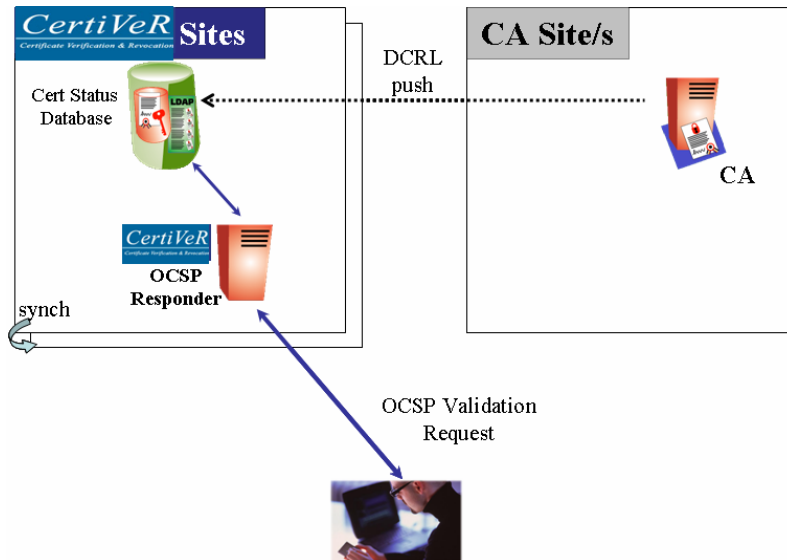 CertiVeR Sites
Certificate Verification & Revocation
CA Site/s
DCRL
push
Cert Status
Database
LDAP
CA
CertiVeR
Certificate Verification & Revocation
OCSP
Responder
synch
OCSP Validation
Request